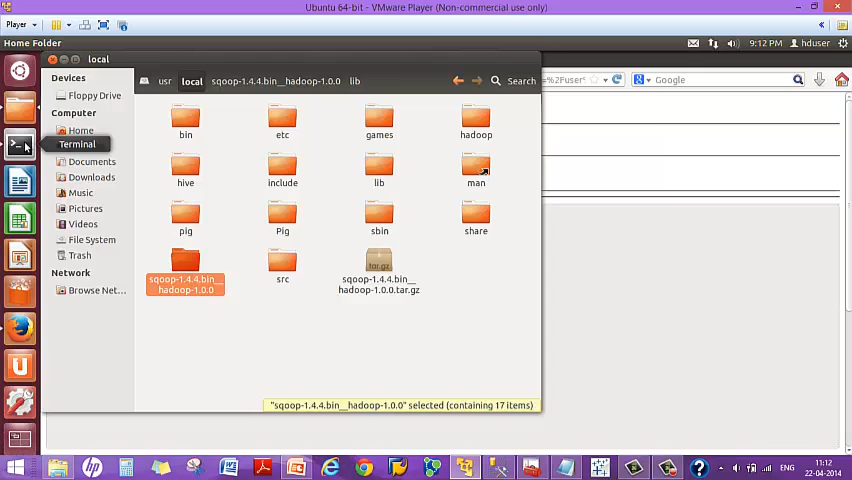 Ubuntu 64-bit - VMware Player (Non-commercial use only)
Player
Home Folder
9:12 PM
hduser
local
usr
local
sqoop-1.4.4.bin__hadoop-1.0.0
lib
Search
=%2Fuser
Google
Devices
Floppy Drive
Computer
Home
Terminal
Documents
Downloads
Music
Pictures
Videos
File System
Trash
Network
Browse Net...
bin
etc
games
hadoop
hive
include
lib
man
pig
Pig
sbin
share
sqoop-1.4.4.bin__
hadoop-1.0.0
src
tar.gz
sqoop-1.4.4.bin__
hadoop-1.0.0.tar.gz
"sqoop-1.4.4.bin__hadoop-1.0.0" selected (containing 17 items)
ENG
11:12
22-04-2014